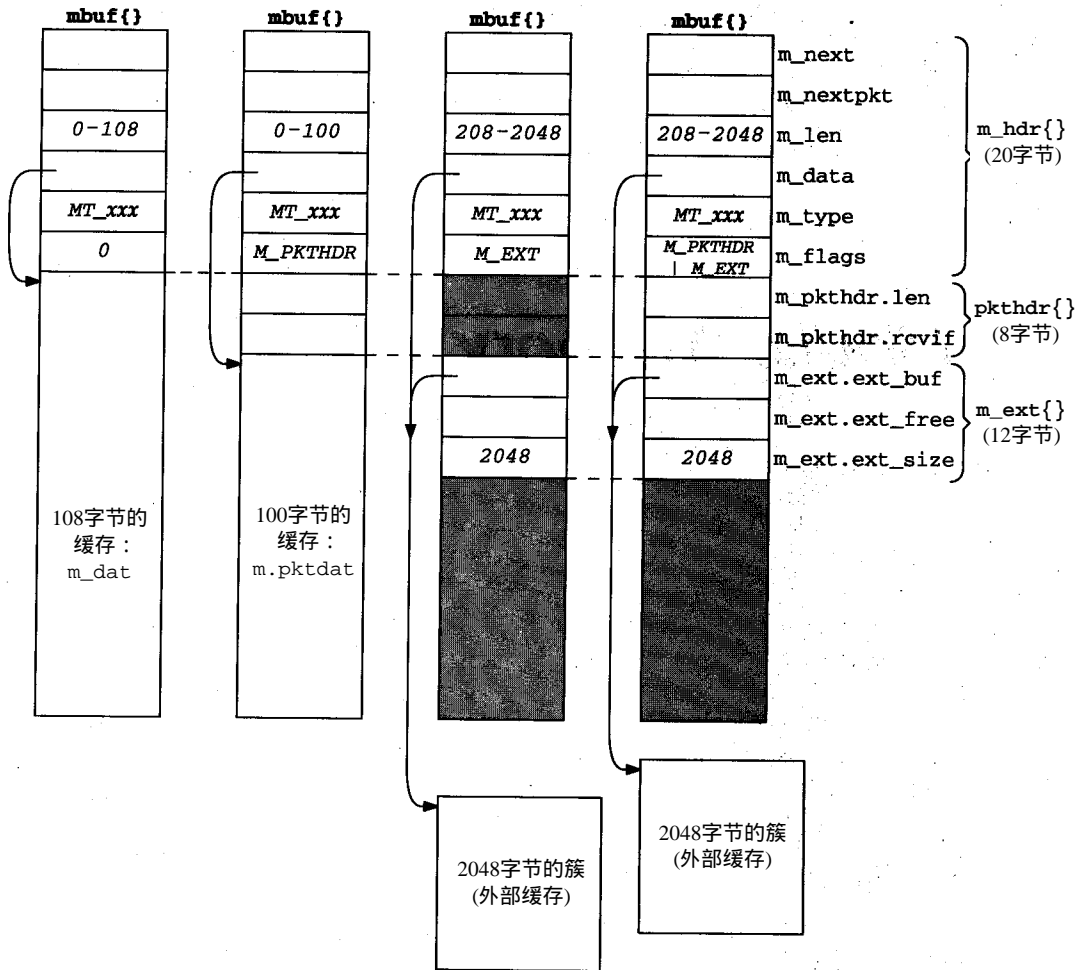 mbuf{} mbuf{} mbuf{} mbuf{}
m_next
m_nextpkt
0-108 0-100 208-2048 208-2048 m_len
m_hdr{}
(20字节)
m_data
MT_xxx MT_xxx MT_xxx MT_xxx m_type
0 M_PKTHDR M_EXT M_PKTHDR
| M_EXT
m_flags
m_pkthdr.len
m_pkthdr.rcvif
pkthdr{}
(8字节)
m_ext.ext_buf
m_ext.ext_free
m_ext{}
(12字节)
2048 2048 m_ext.ext_size
108字节的
缓存：
m_dat
100字节的
缓存：
m.pktdat
2048字节的簇
(外部缓存)
2048字节的簇
(外部缓存)